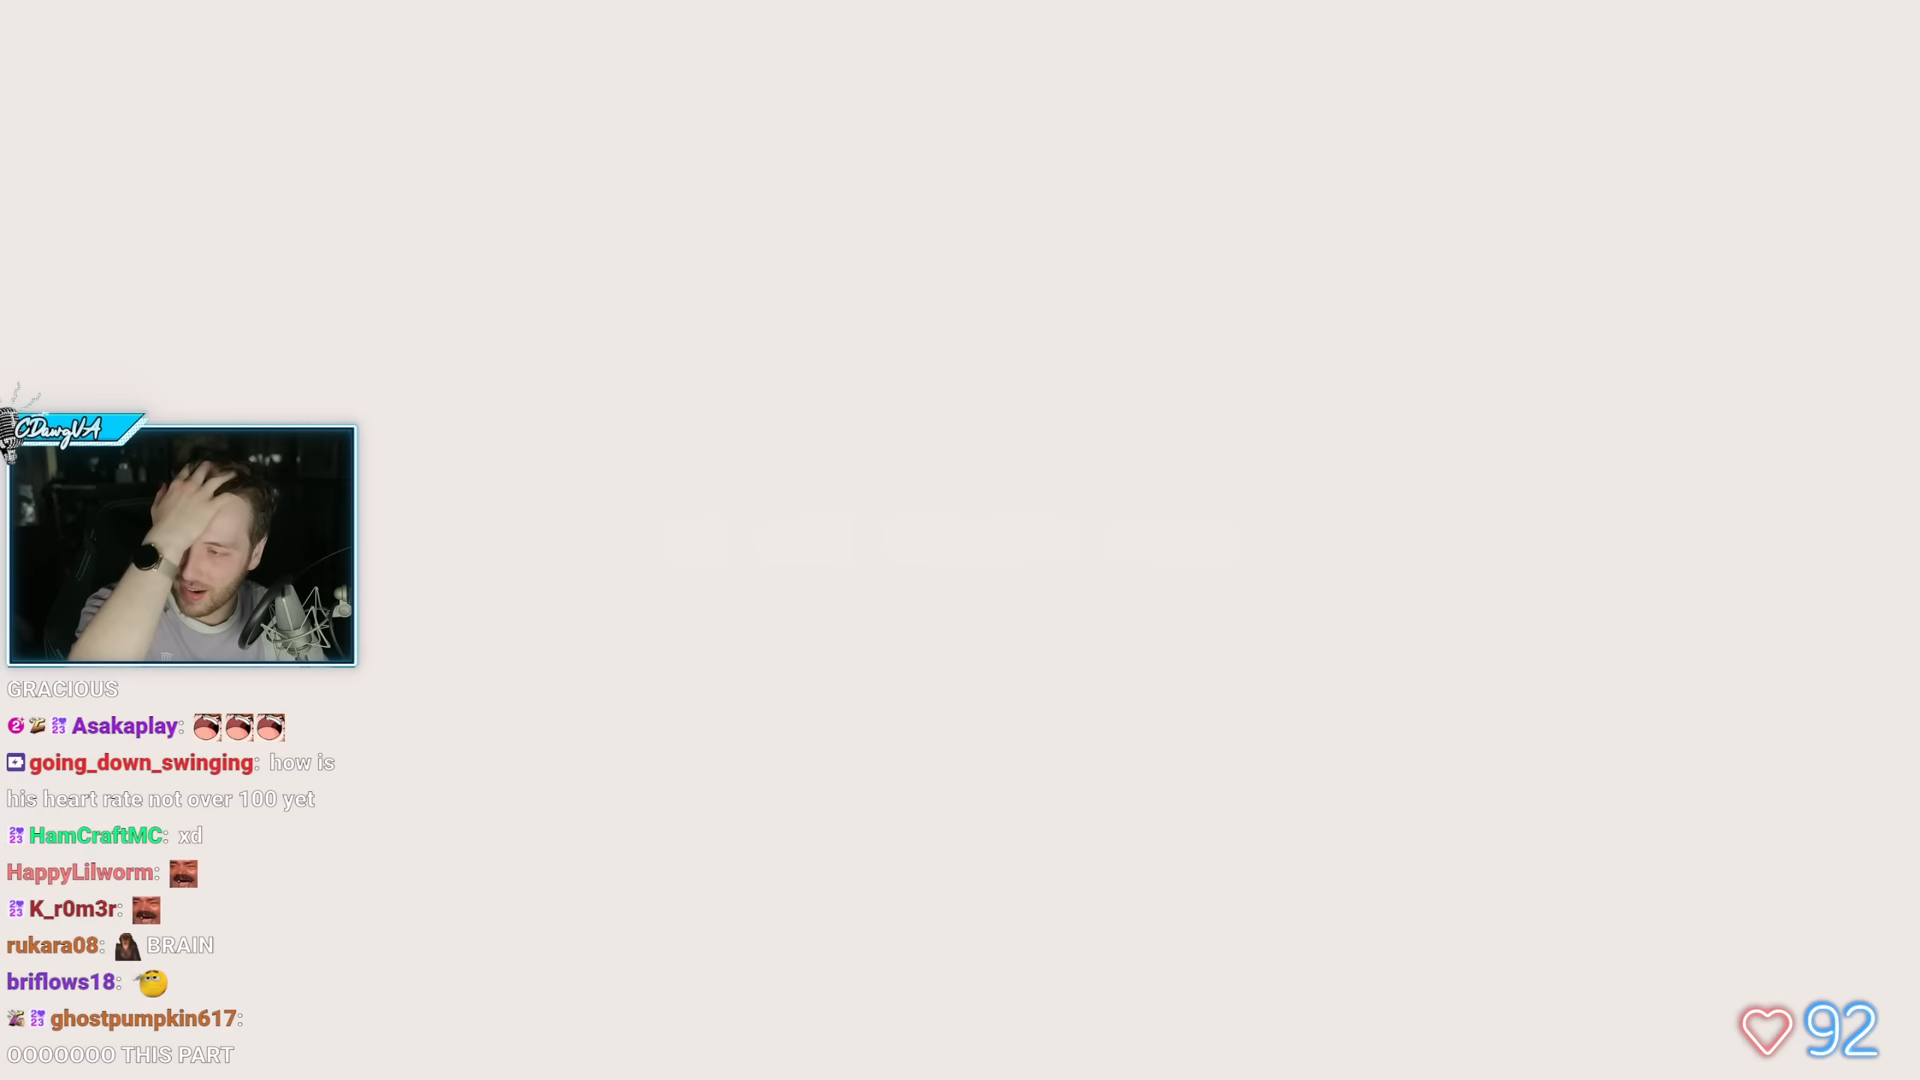 CDawgVA
GRACIOUS
Asakaplay:
going_down_swinging: how is
his heart rate not over 100 yet
HamCraftMC: xd
HappyLilworm:
K_r0m3r:
rukara08: BRAIN
briflows18:
ghostpumpkin617:
OOOOOOO THIS PART
92